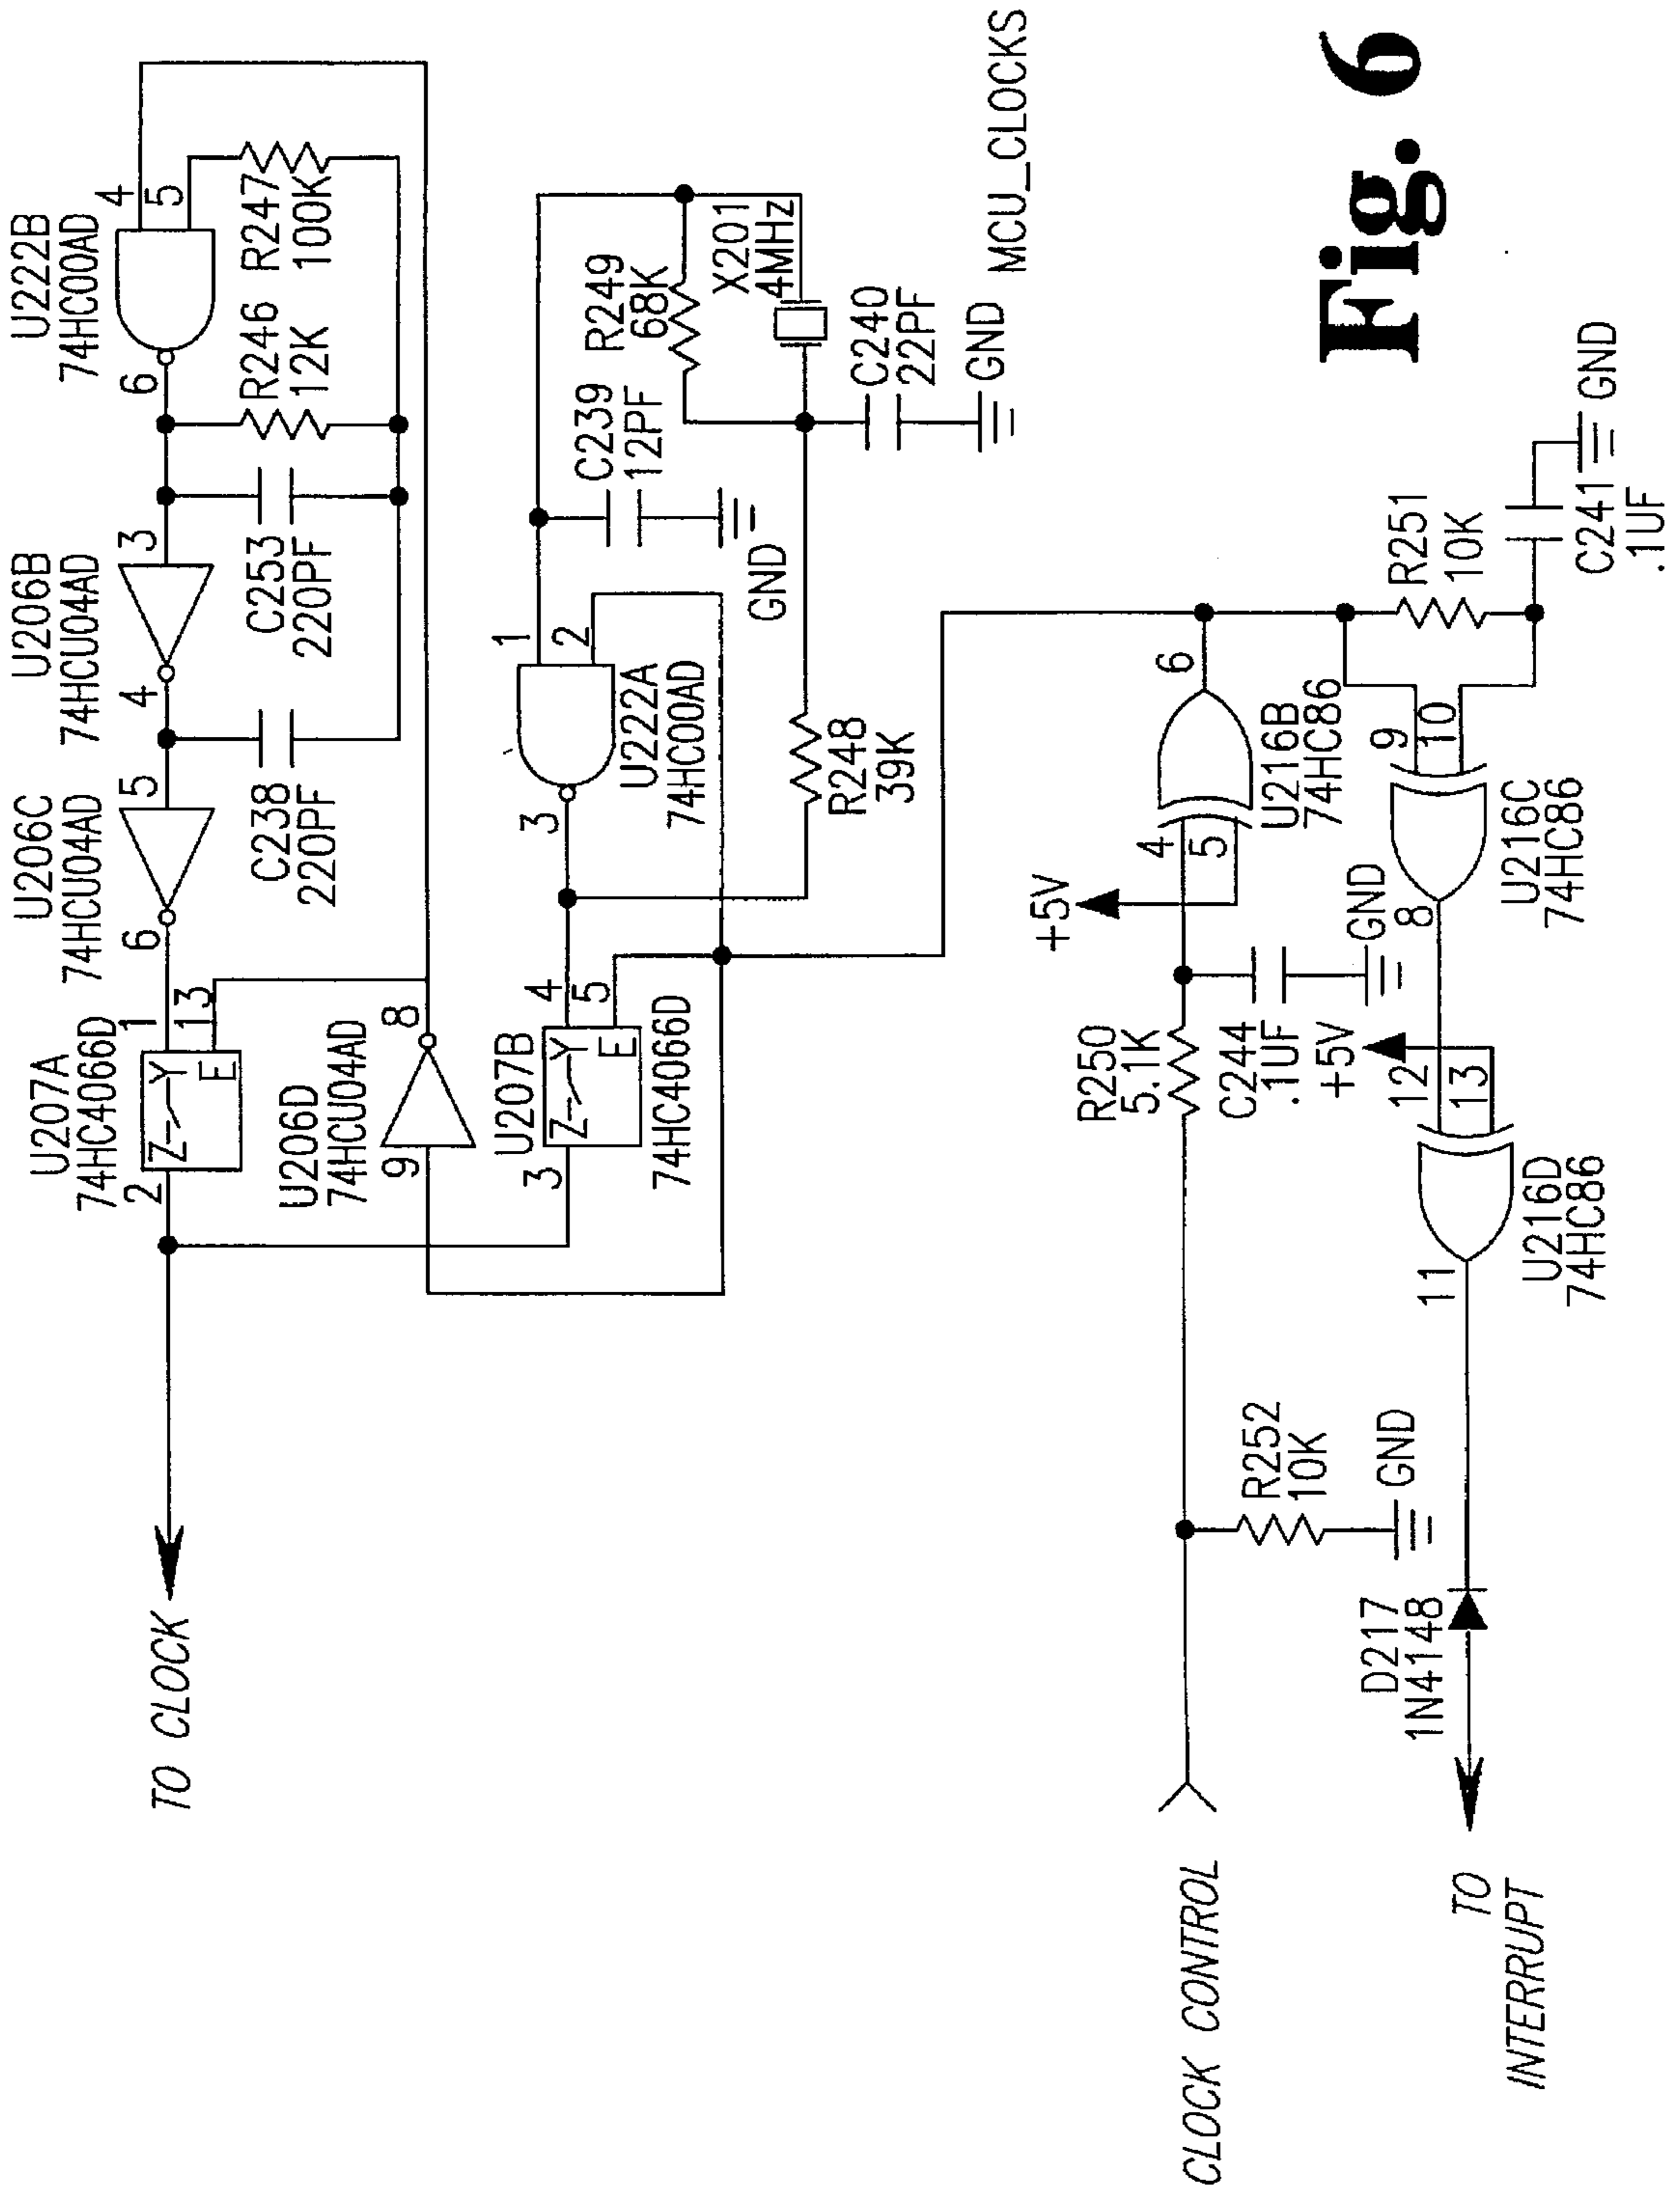 U222B
74HC00AD
4
5
6
R246
12K
R247
100K
U206B
74HCU04AD
3
4
C253
220PF
U206C
74HCU04AD
5
6
C238
220PF
U207A
74HC4066D
1
13
2
Z
Y
E
U206D
74HCU04AD
8
9
TO CLOCK
U207B
74HC4066D
4
5
3
Z
Y
E
U222A
74HC00AD
1
2
3
C239
12PF
GND
R249
68K
X201
4MHz
C240
22PF
GND
R248
39K
MCU_CLOCKS
CLOCK CONTROL
R252
10K
GND
R250
5.1K
C244
.1UF
GND
+5V
4
5
6
U216B
74HC86
R251
10K
C241
.1UF
GND
9
10
8
U216C
74HC86
+5V
12
13
11
U216D
74HC86
D217
1N4148
TO
INTERRUPT
Fig. 6